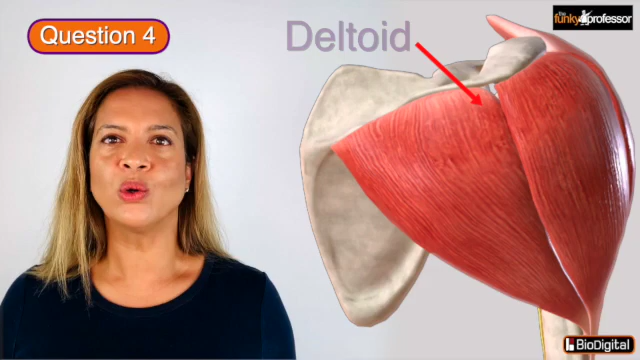 Question 4
Deltoid
the
funky professor
BioDigital